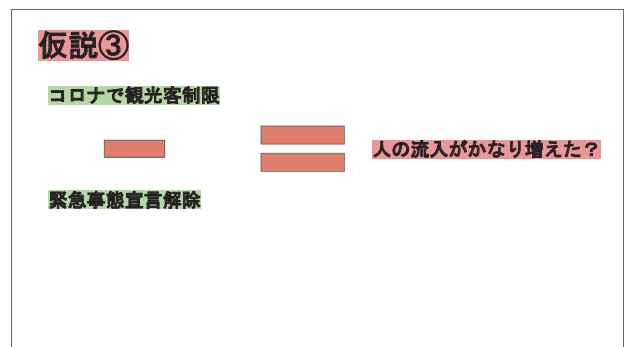 仮説③
コロナで観光客制限
人の流入がかなり増えた？
緊急事態宣言解除